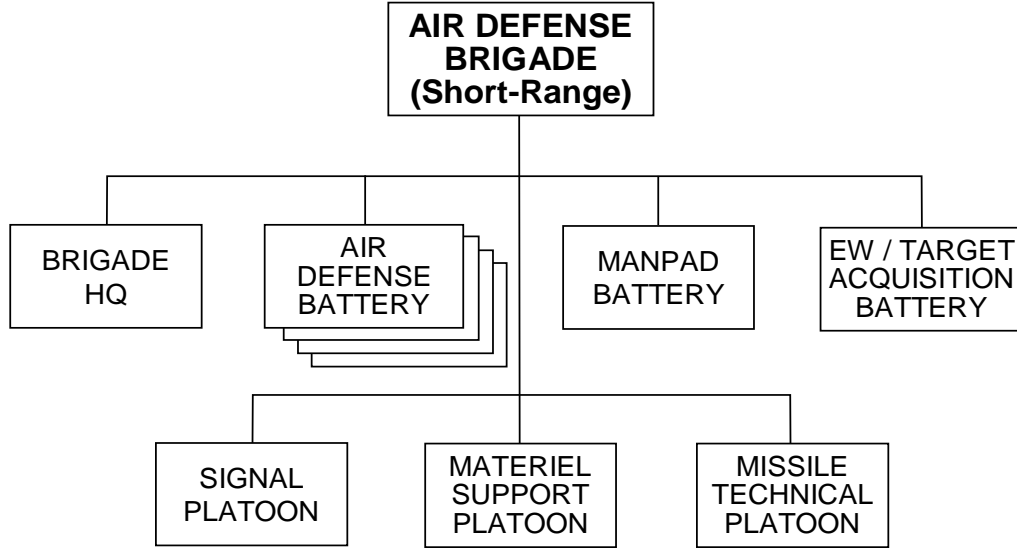 AIR DEFENSE
BRIGADE
(Short-Range)
BRIGADE
HQ
AIR
DEFENSE
BATTERY
MANPAD
BATTERY
EW / TARGET
ACQUISITION
BATTERY
SIGNAL
PLATOON
MATERIEL
SUPPORT
PLATOON
MISSILE
TECHNICAL
PLATOON